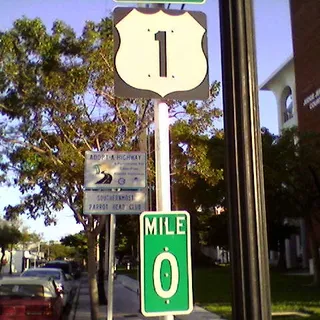 1
ADOPT-A-HIGHWAY
SOUTHERNMOST
PARROT HEAD CLUB
MILE
0